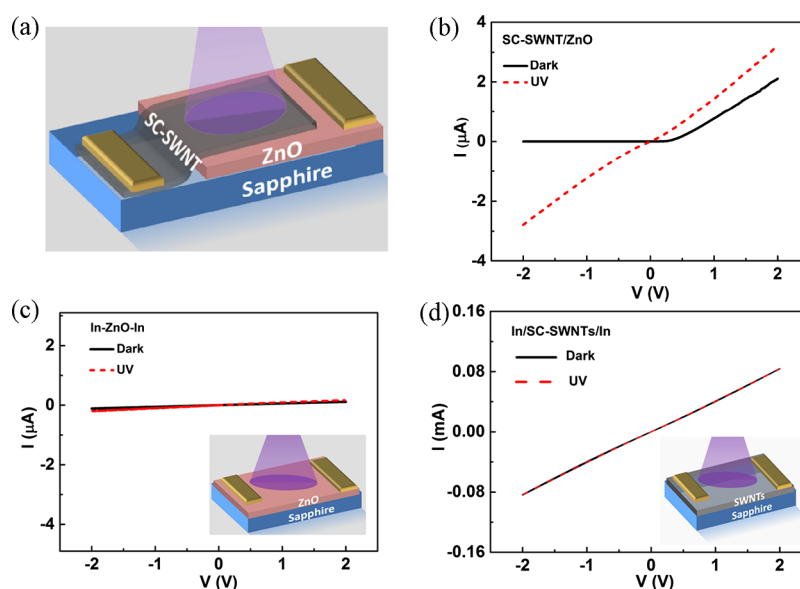 (a)
SC-SWNT
ZnO
Sapphire
(b)
SC-SWNT/ZnO
Dark
UV
I (μA)
4
2
0
-2
-4
-2
-1
0
1
2
V (V)
(c)
In-ZnO-In
Dark
UV
I (μA)
2
0
-2
-4
ZnO
Sapphire
-2
-1
0
1
2
V (V)
(d)
In/SC-SWNTs/In
Dark
UV
I (mA)
0.16
0.08
0.00
-0.08
-0.16
SWNTs
Sapphire
-2
-1
0
1
2
V (V)